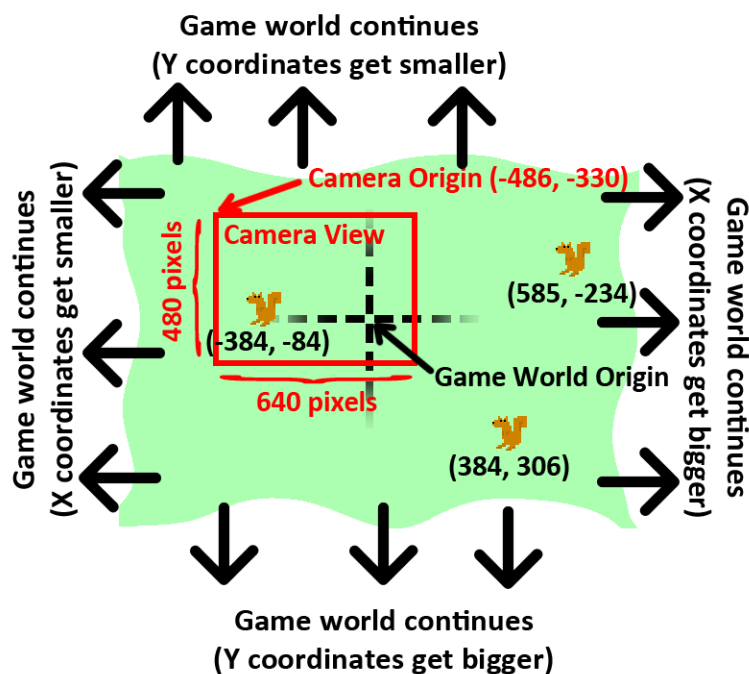 Game world continues
(Y coordinates get smaller)
Game world continues
(X coordinates get smaller)
Camera Origin (-486, -330)
Camera View
480 pixels
(-384, -84)
640 pixels
(585, -234)
Game World Origin
(384, 306)
Game world continues
(X coordinates get bigger)
Game world continues
(Y coordinates get bigger)